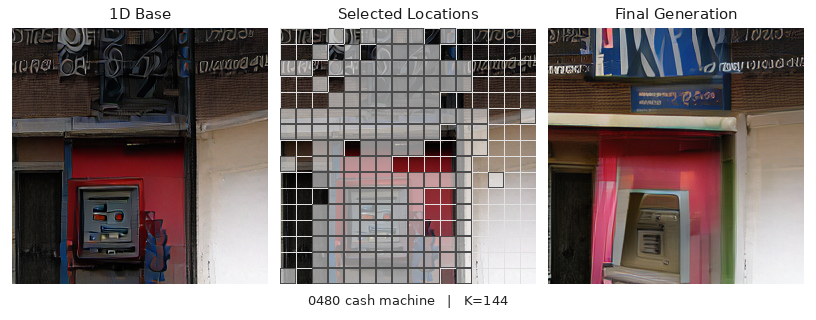 1D Base
Selected Locations
Final Generation
0480 cash machine | K=144